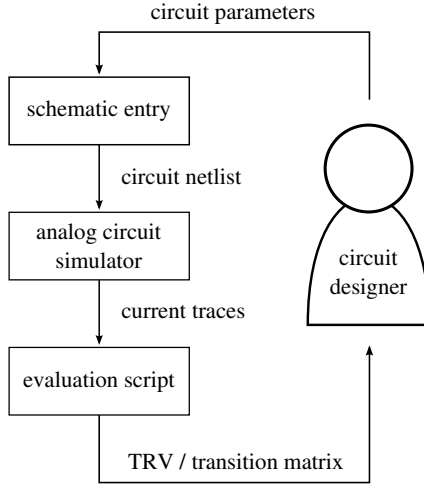 circuit parameters
schematic entry
circuit netlist
analog circuit
simulator
circuit
designer
current traces
evaluation script
TRV / transition matrix